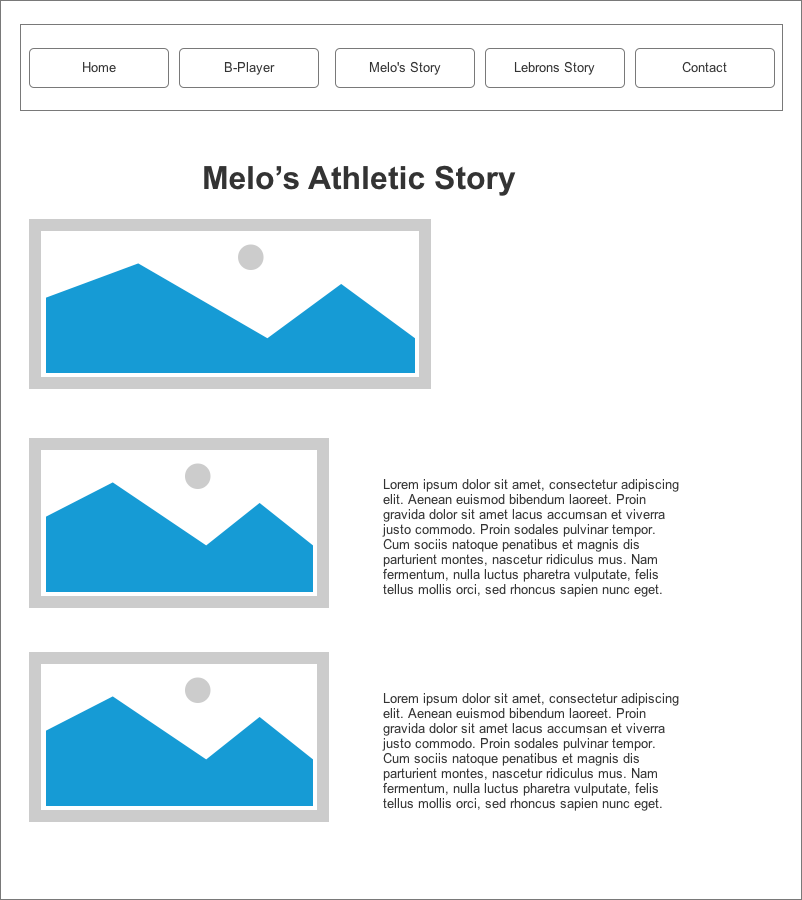 Home
B-Player
Melo's Story
Lebrons Story
Contact
Melo’s Athletic Story
Lorem ipsum dolor sit amet, consectetur adipiscing
elit. Aenean euismod bibendum laoreet. Proin
gravida dolor sit amet lacus accumsan et viverra
justo commodo. Proin sodales pulvinar tempor.
Cum sociis natoque penatibus et magnis dis
parturient montes, nascetur ridiculus mus. Nam
fermentum, nulla luctus pharetra vulputate, felis
tellus mollis orci, sed rhoncus sapien nunc eget.
Lorem ipsum dolor sit amet, consectetur adipiscing
elit. Aenean euismod bibendum laoreet. Proin
gravida dolor sit amet lacus accumsan et viverra
justo commodo. Proin sodales pulvinar tempor.
Cum sociis natoque penatibus et magnis dis
parturient montes, nascetur ridiculus mus. Nam
fermentum, nulla luctus pharetra vulputate, felis
tellus mollis orci, sed rhoncus sapien nunc eget.